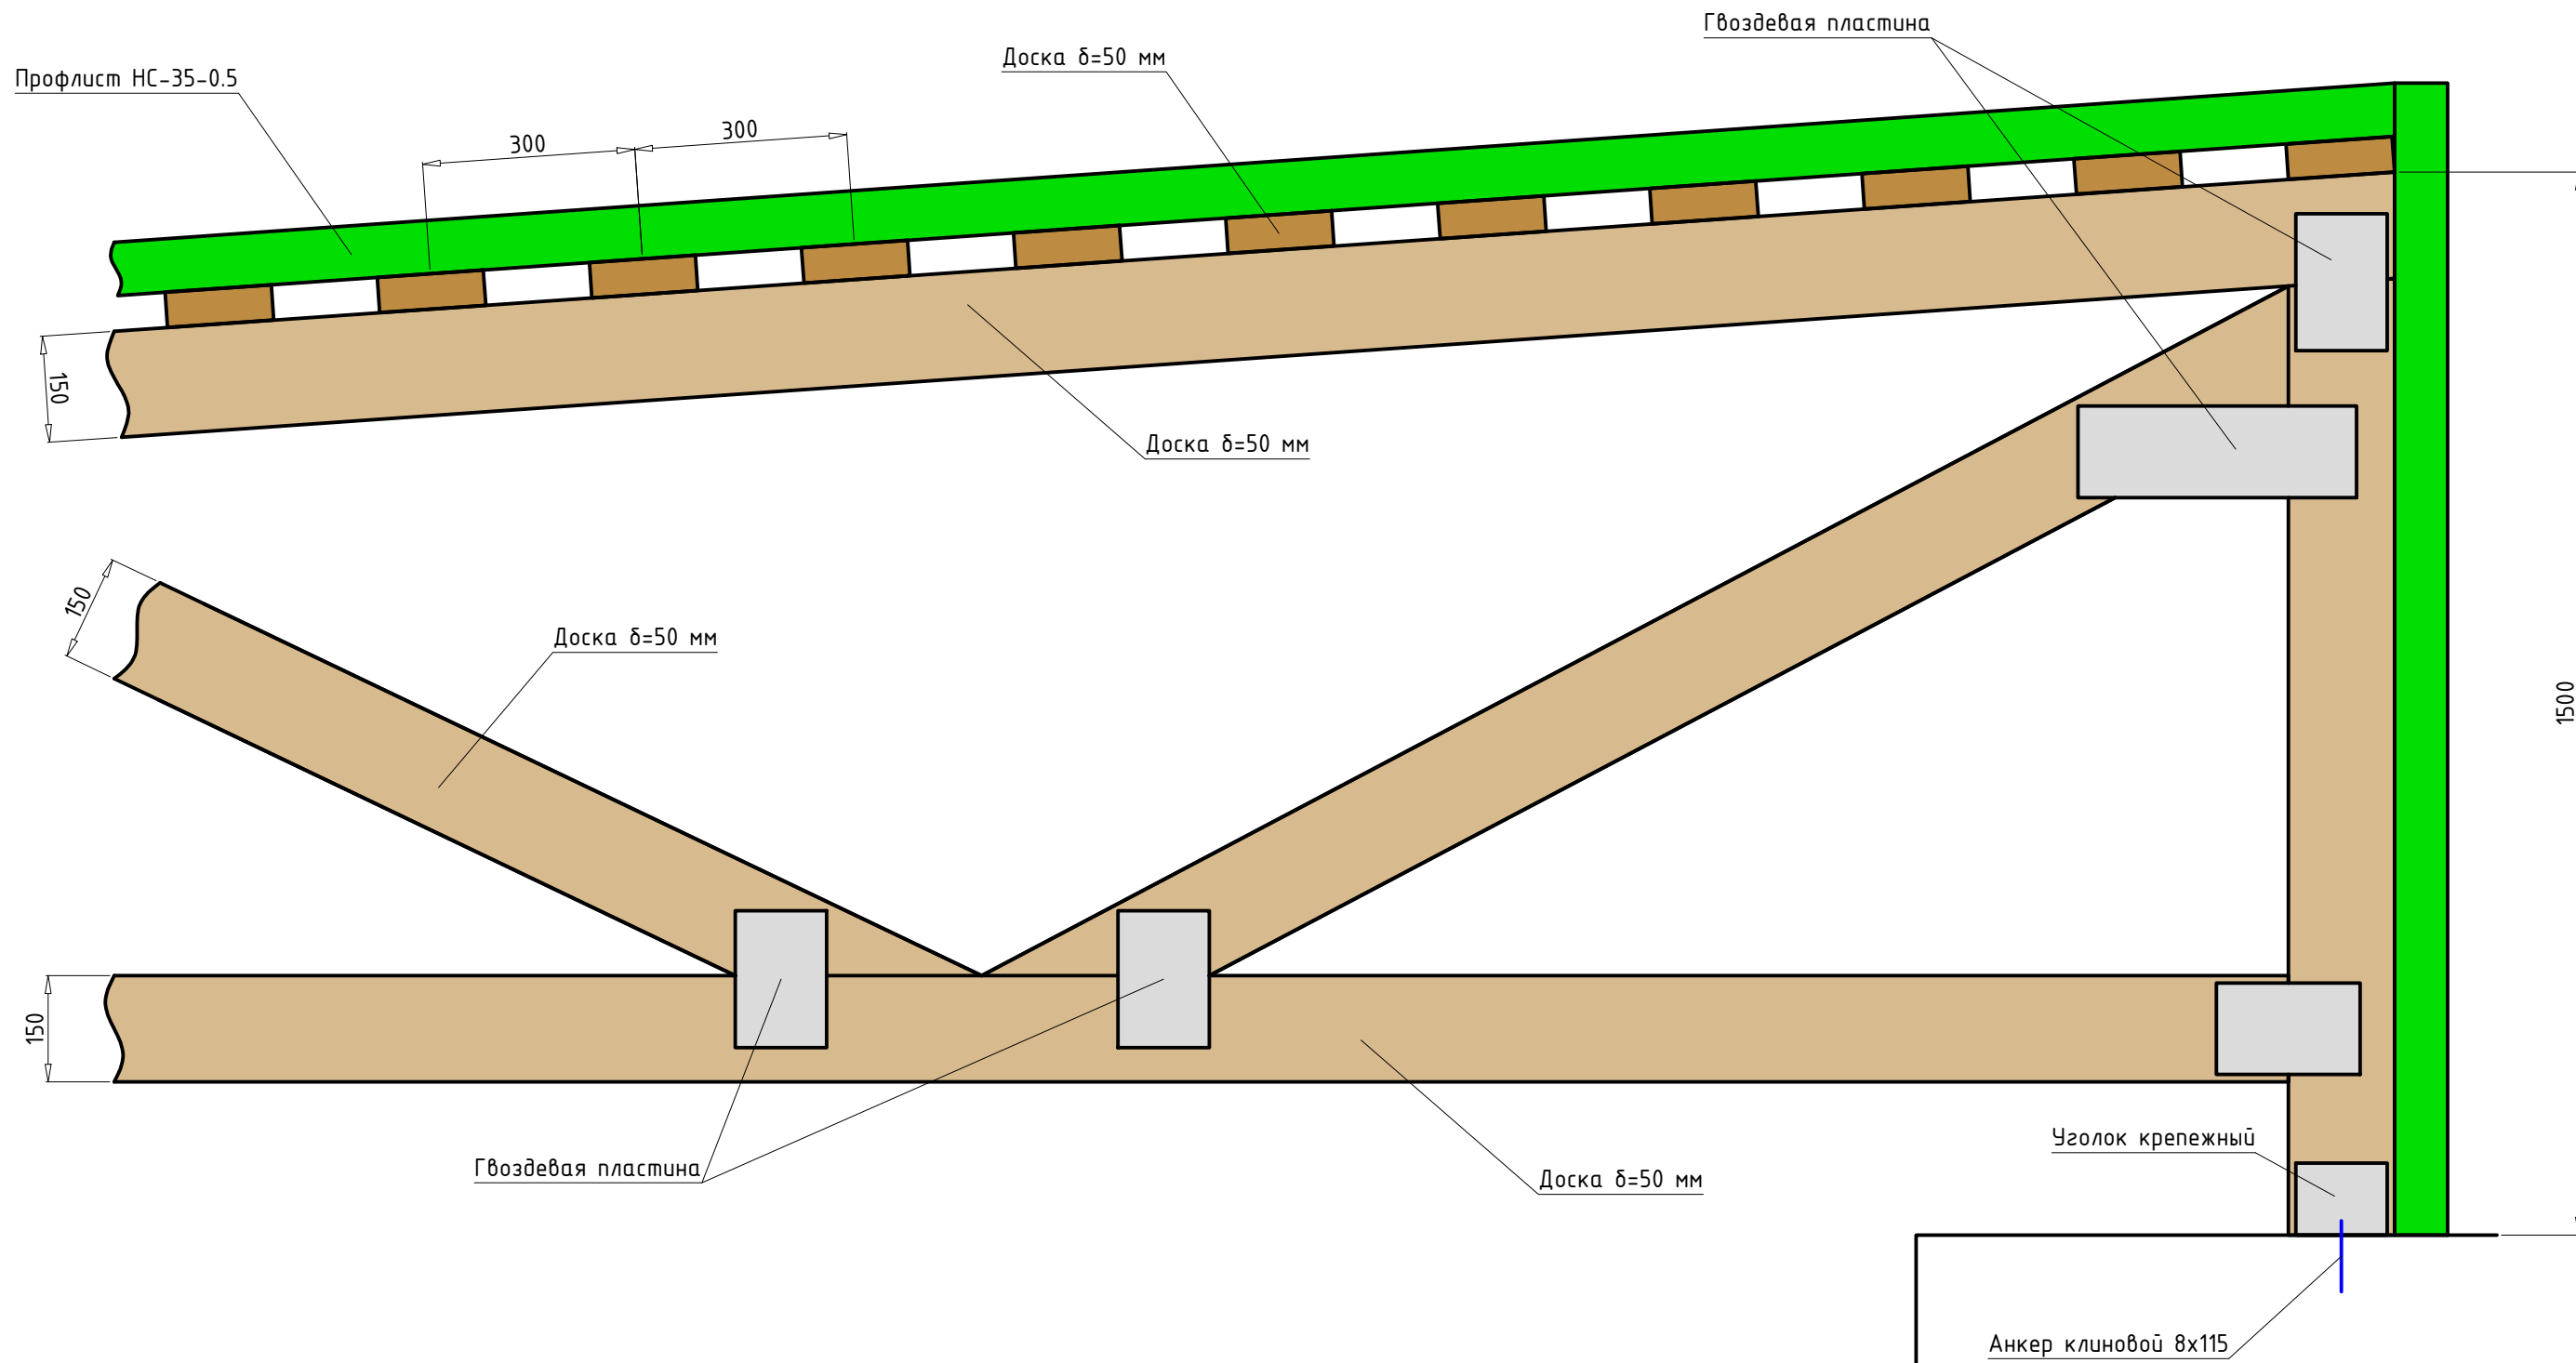 Гвоздевая пластина
Доска δ=50 мм
Профлист НС-35-0.5
300
300
150
Доска δ=50 мм
150
Доска δ=50 мм
1500
150
Уголок крепежный
Гвоздевая пластина
Доска δ=50 мм
Анкер клиновой 8х115